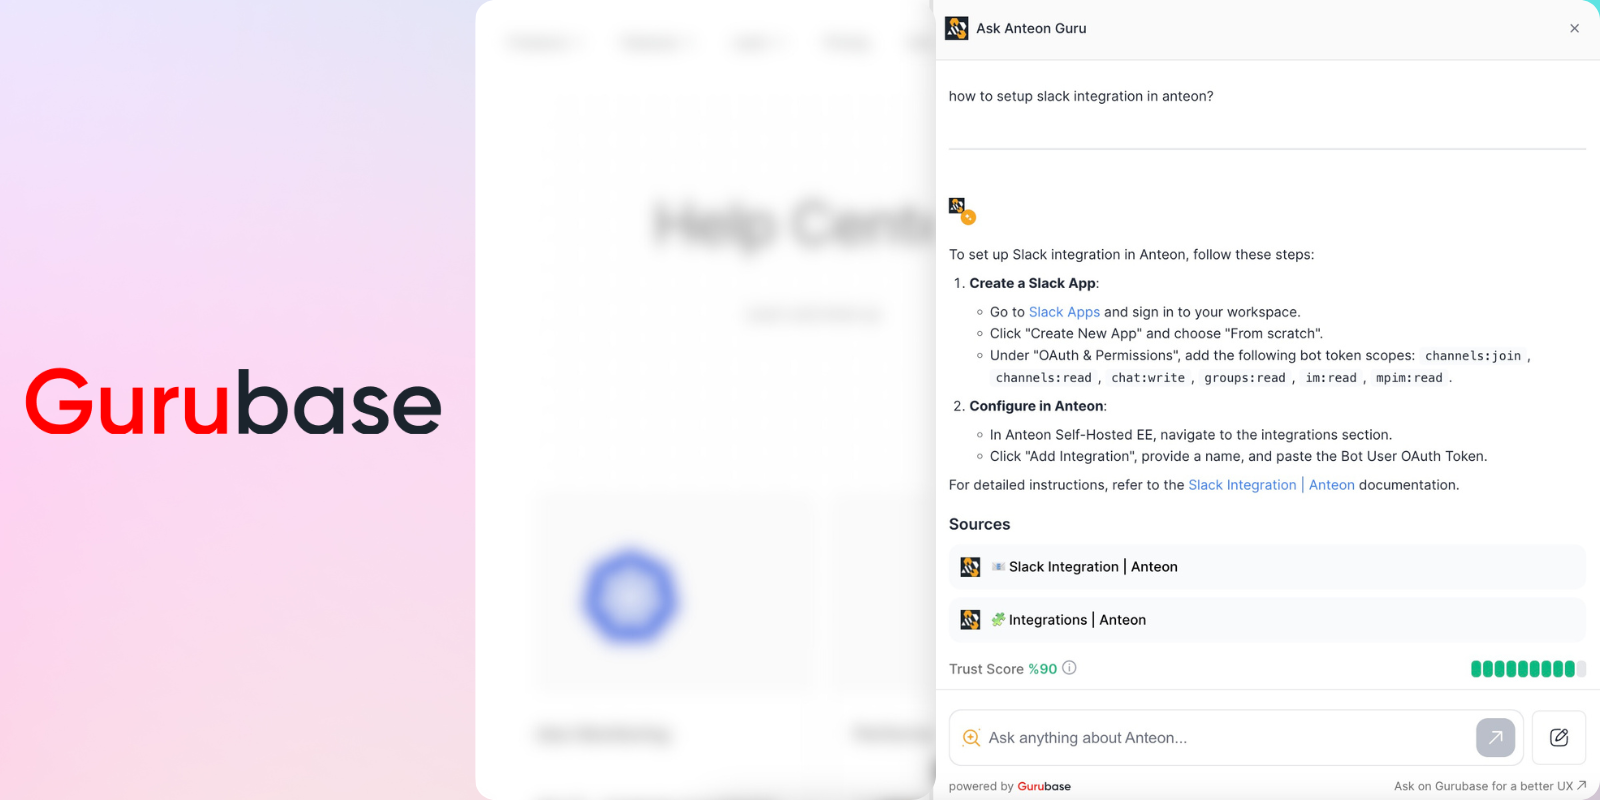 Gurubase
Help Cent
Ask Anteon Guru
how to setup slack integration in anteon?
To set up Slack integration in Anteon, follow these steps:
1. Create a Slack App:
Go to Slack Apps and sign in to your workspace.
Click "Create New App" and choose "From scratch".
Under "OAuth & Permissions", add the following bot token scopes: channels:join ,
channels:read , chat:write , groups:read , im:read , mpim:read .
2. Configure in Anteon:
In Anteon Self-Hosted EE, navigate to the integrations section.
Click "Add Integration", provide a name, and paste the Bot User OAuth Token.
For detailed instructions, refer to the Slack Integration | Anteon documentation.
Sources
Slack Integration | Anteon
Integrations | Anteon
Trust Score %90
Ask anything about Anteon...
powered by Gurubase
Ask on Gurubase for a better UX